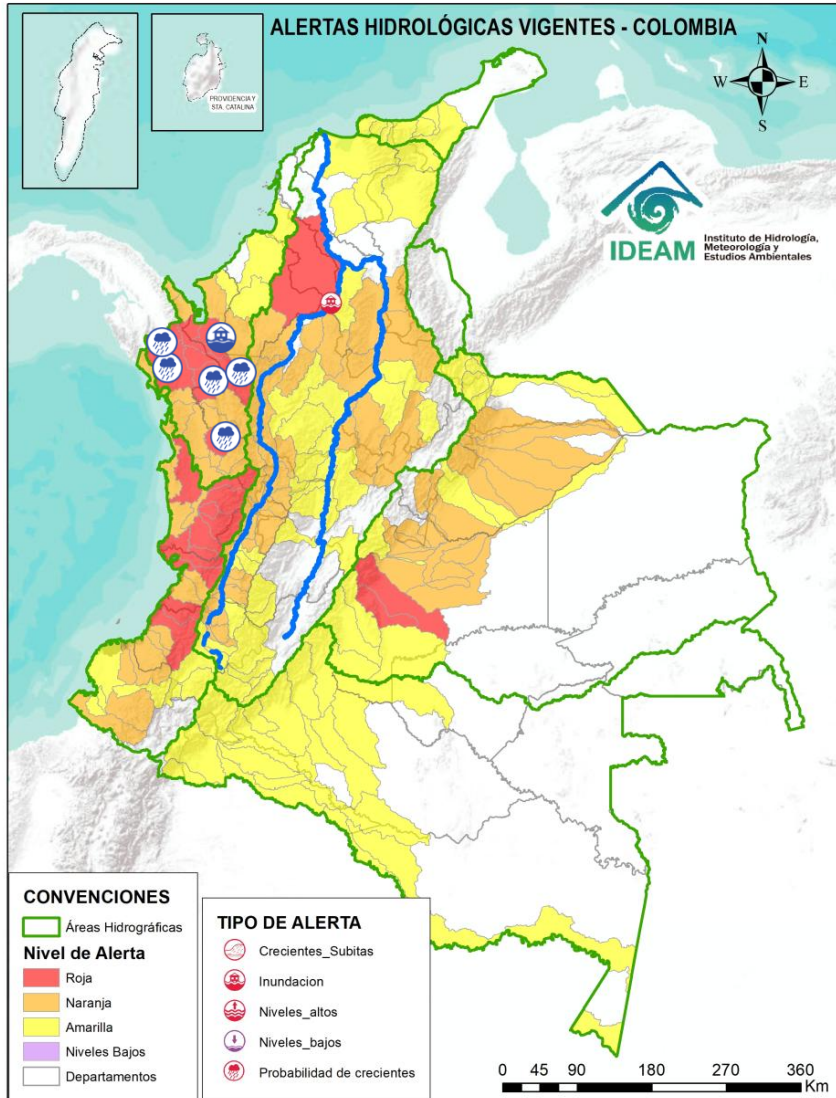 ALERTAS HIDROLÓGICAS VIGENTES - COLOMBIA
PROVIDENCIA Y
STA. CATALINA
N
W
E
S
IDEAM
Instituto de Hidrología,
Meteorología y
Estudios Ambientales
CONVENCIONES
Áreas Hidrográficas
Nivel de Alerta
Roja
Naranja
Amarilla
Niveles Bajos
Departamentos
TIPO DE ALERTA
Crecientes_Subitas
Inundacion
Niveles_altos
Niveles_bajos
Probabilidad de crecientes
0 45 90 180 270 360
Km